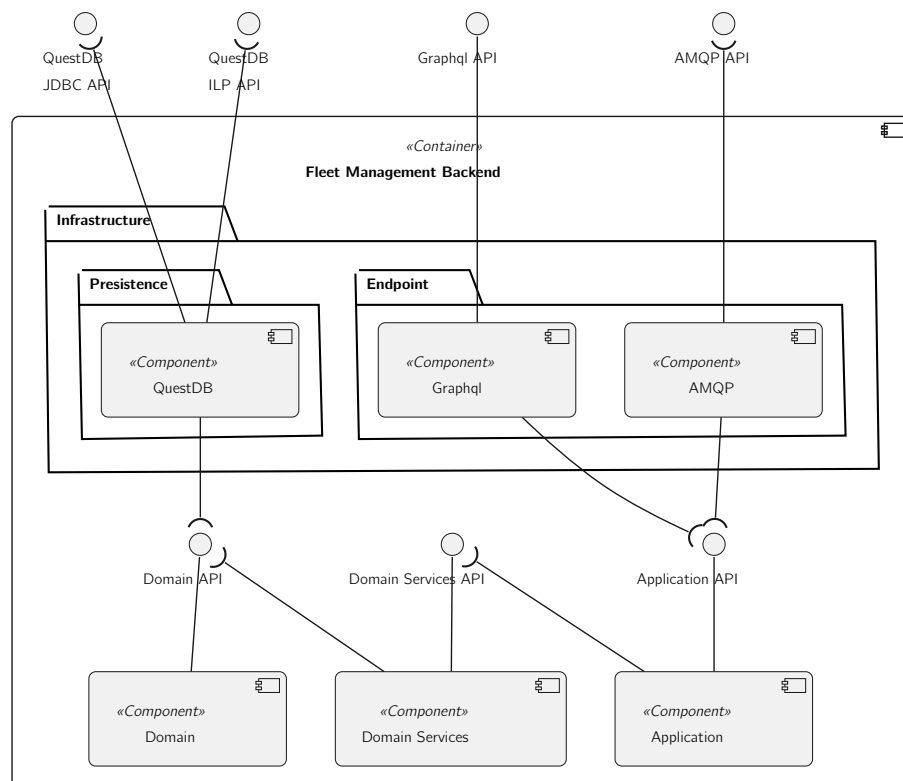 QuestDB
JDBC API
QuestDB
ILP API
Graphql API
AMQP API
«Container»
Fleet Management Backend
Infrastructure
Presistence
Endpoint
«Component»
QuestDB
«Component»
Graphql
«Component»
AMQP
Domain API
Domain Services API
Application API
«Component»
Domain
«Component»
Domain Services
«Component»
Application